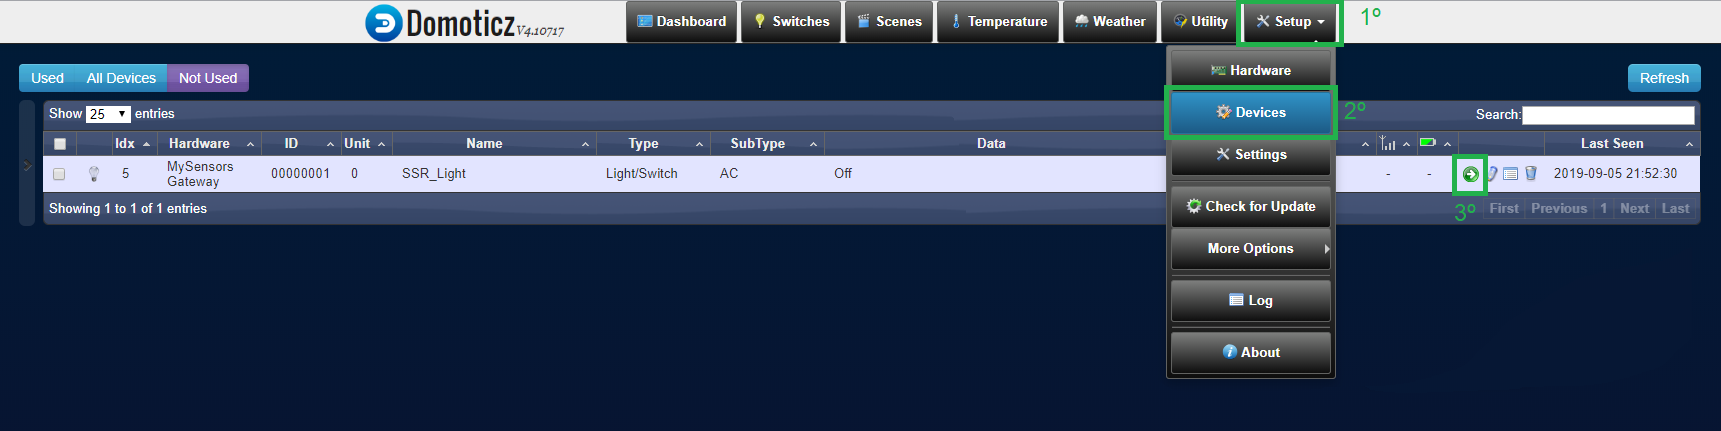 Domoticz V4.10717 Dashboard Switches Scenes Temperature Weather Utility Setup 1º
Hardware
Used All Devices Not Used Refresh
Devices 2º
Show 25 entries Search:
Idx Hardware ID Unit Name Type SubType Data Last Seen
Settings
5 MySensors Gateway 00000001 0 SSR_Light Light/Switch AC Off - - 2019-09-05 21:52:30
Showing 1 to 1 of 1 entries 3º First Previous 1 Next Last
Check for Update
More Options
Log
About